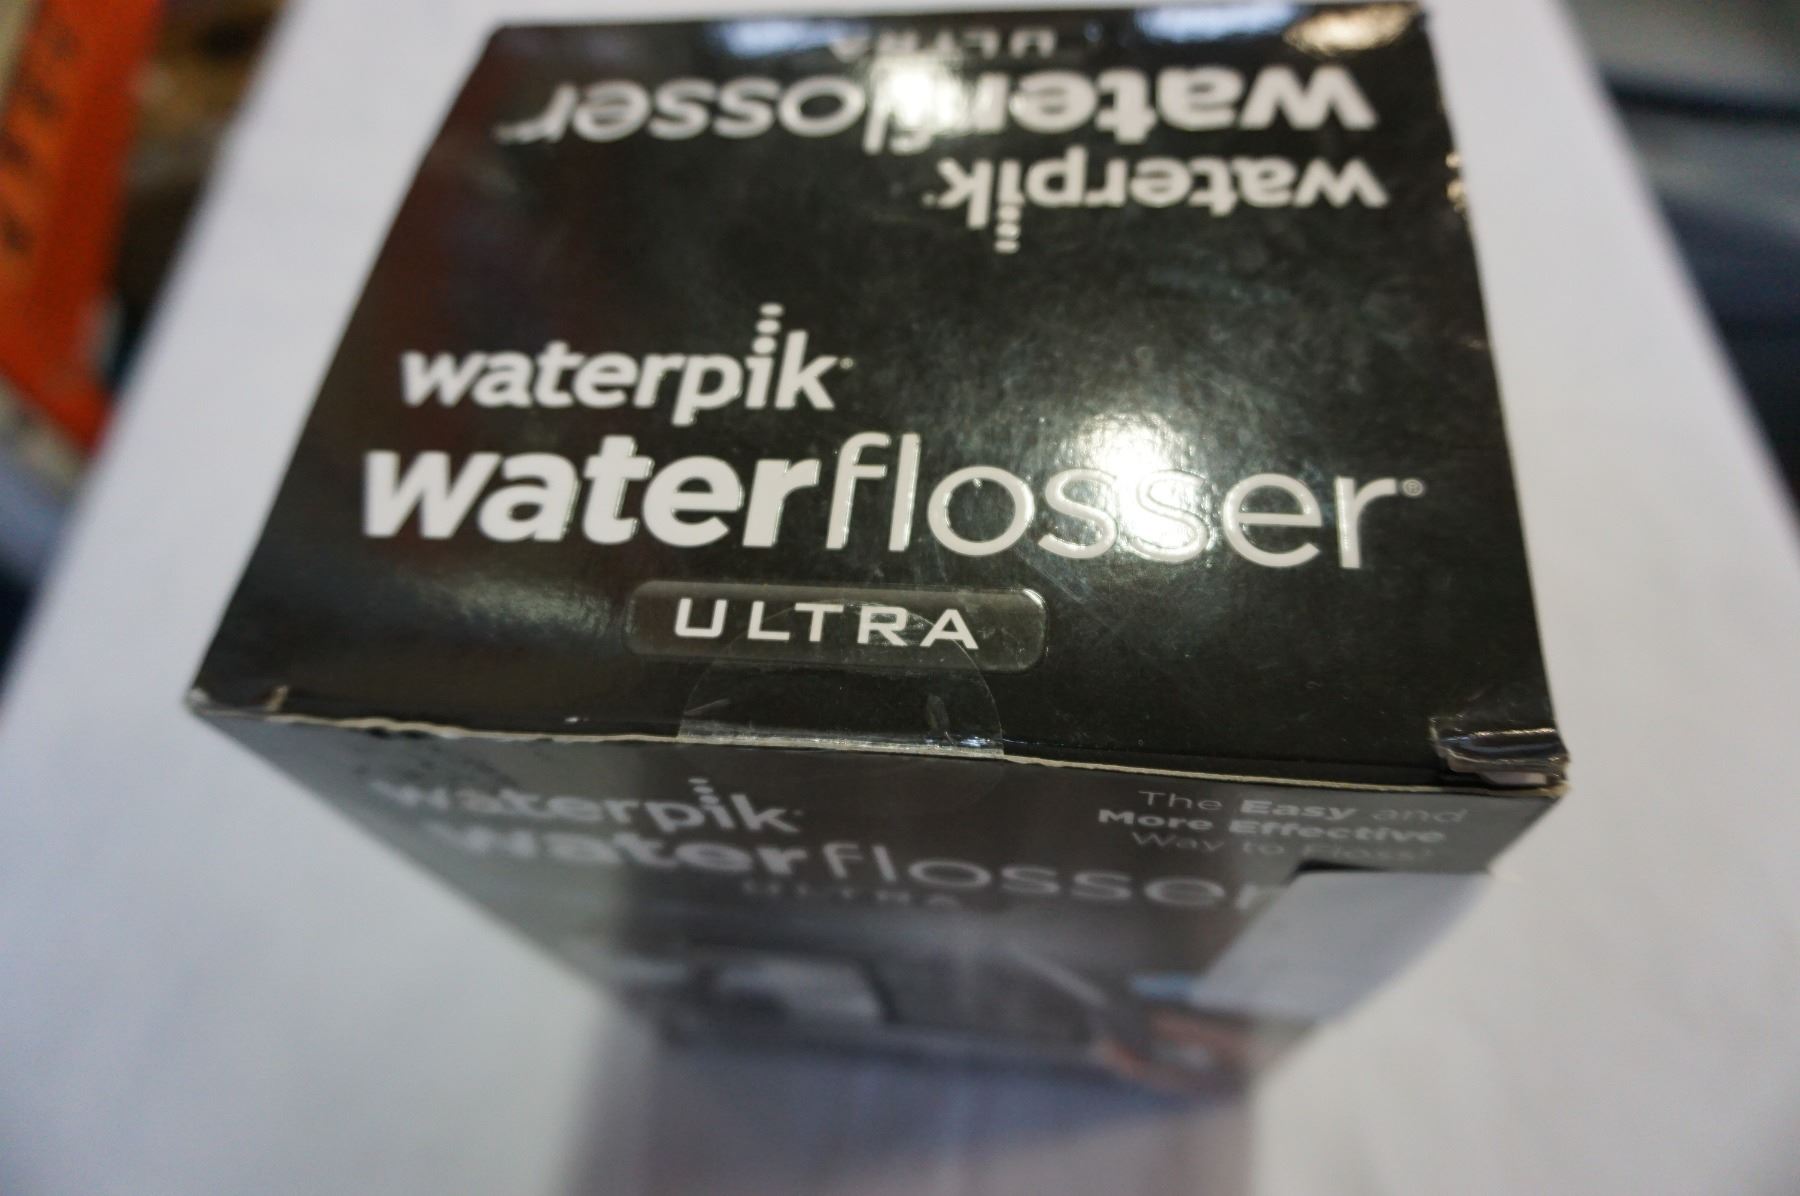 ULTRA
waterflosser
waterpik
waterpik
waterflosser®
ULTRA
waterpik
waterflosser
ULTRA
The Easy and
More Effective
Way to Floss!